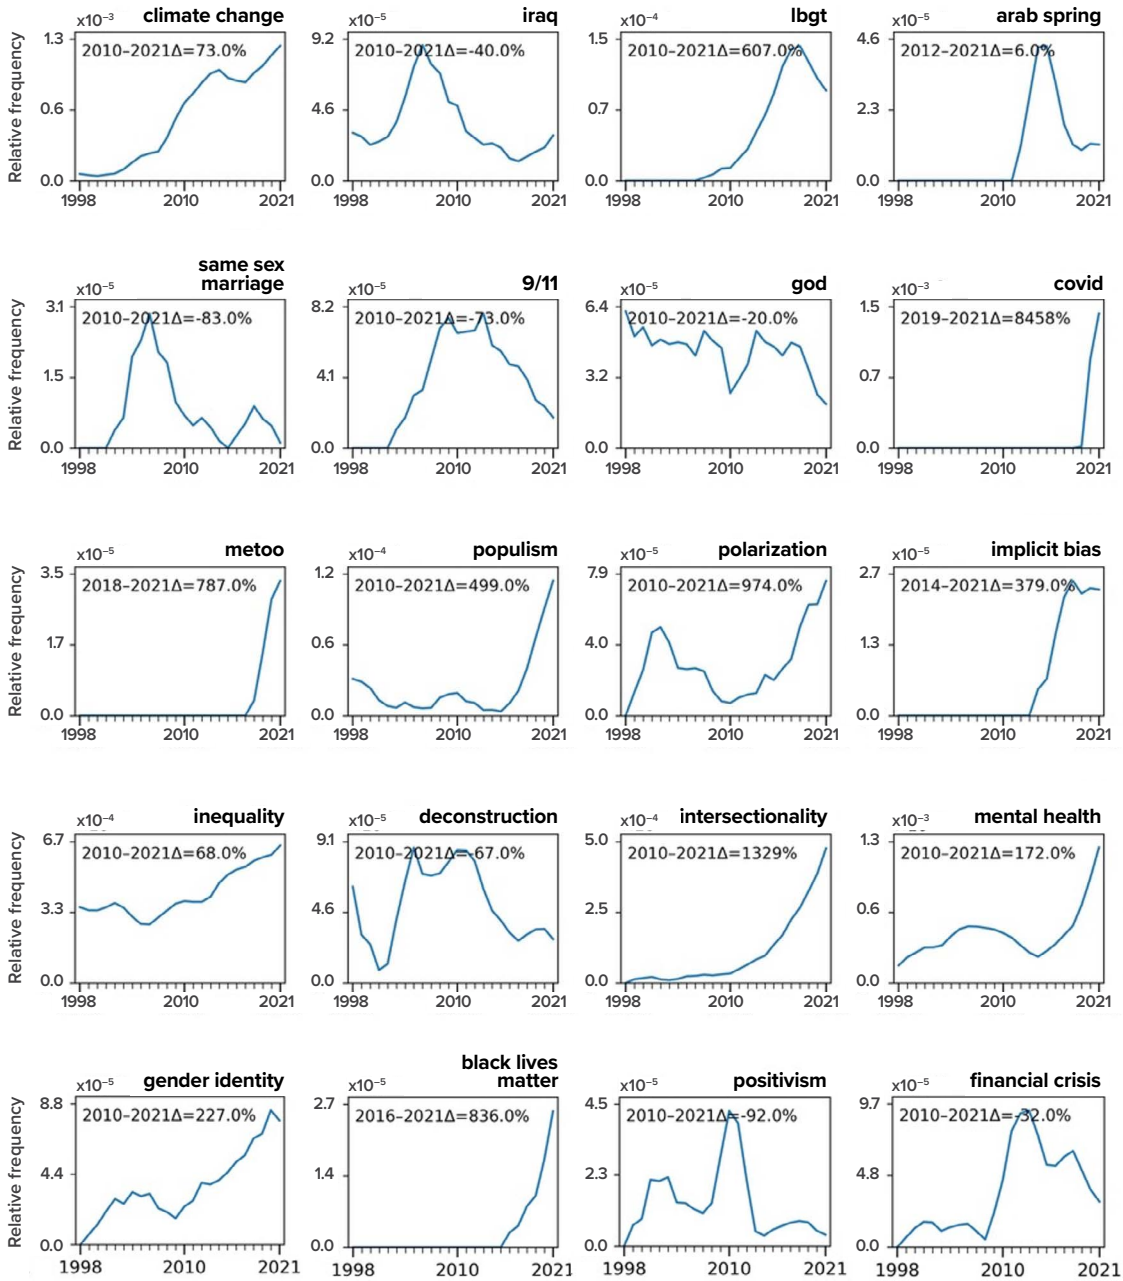 climate change
x10⁻³
1.3
0.6
0.0
2010–2021Δ=73.0%
1998 2010 2021
Relative frequency
iraq
x10⁻⁵
9.2
4.6
0.0
2010–2021Δ=-40.0%
1998 2010 2021
lbgt
x10⁻⁴
1.5
0.7
0.0
2010–2021Δ=607.0%
1998 2010 2021
arab spring
x10⁻⁵
4.6
2.3
0.0
2012–2021Δ=6.0%
1998 2010 2021
same sex
marriage
x10⁻⁵
3.1
1.5
0.0
2010–2021Δ=-83.0%
1998 2010 2021
Relative frequency
9/11
x10⁻⁵
8.2
4.1
0.0
2010–2021Δ=-73.0%
1998 2010 2021
god
x10⁻⁵
6.4
3.2
0.0
2010–2021Δ=-20.0%
1998 2010 2021
covid
x10⁻³
1.5
0.7
0.0
2019–2021Δ=8458%
1998 2010 2021
metoo
x10⁻⁵
3.5
1.7
0.0
2018–2021Δ=787.0%
1998 2010 2021
Relative frequency
populism
x10⁻⁴
1.2
0.6
0.0
2010–2021Δ=499.0%
1998 2010 2021
polarization
x10⁻⁵
7.9
4.0
0.0
2010–2021Δ=974.0%
1998 2010 2021
implicit bias
x10⁻⁵
2.7
1.3
0.0
2014–2021Δ=379.0%
1998 2010 2021
inequality
x10⁻⁴
6.7
3.3
0.0
2010–2021Δ=68.0%
1998 2010 2021
Relative frequency
deconstruction
x10⁻⁵
9.1
4.6
0.0
2010–2021Δ=-67.0%
1998 2010 2021
intersectionality
x10⁻⁴
5.0
2.5
0.0
2010–2021Δ=1329%
1998 2010 2021
mental health
x10⁻³
1.3
0.6
0.0
2010–2021Δ=172.0%
1998 2010 2021
gender identity
x10⁻⁵
8.8
4.4
0.0
2010–2021Δ=227.0%
1998 2010 2021
Relative frequency
black lives
matter
x10⁻⁵
2.7
1.4
0.0
2016–2021Δ=836.0%
1998 2010 2021
positivism
x10⁻⁵
4.5
2.3
0.0
2010–2021Δ=-92.0%
1998 2010 2021
financial crisis
x10⁻⁵
9.7
4.8
0.0
2010–2021Δ=-32.0%
1998 2010 2021